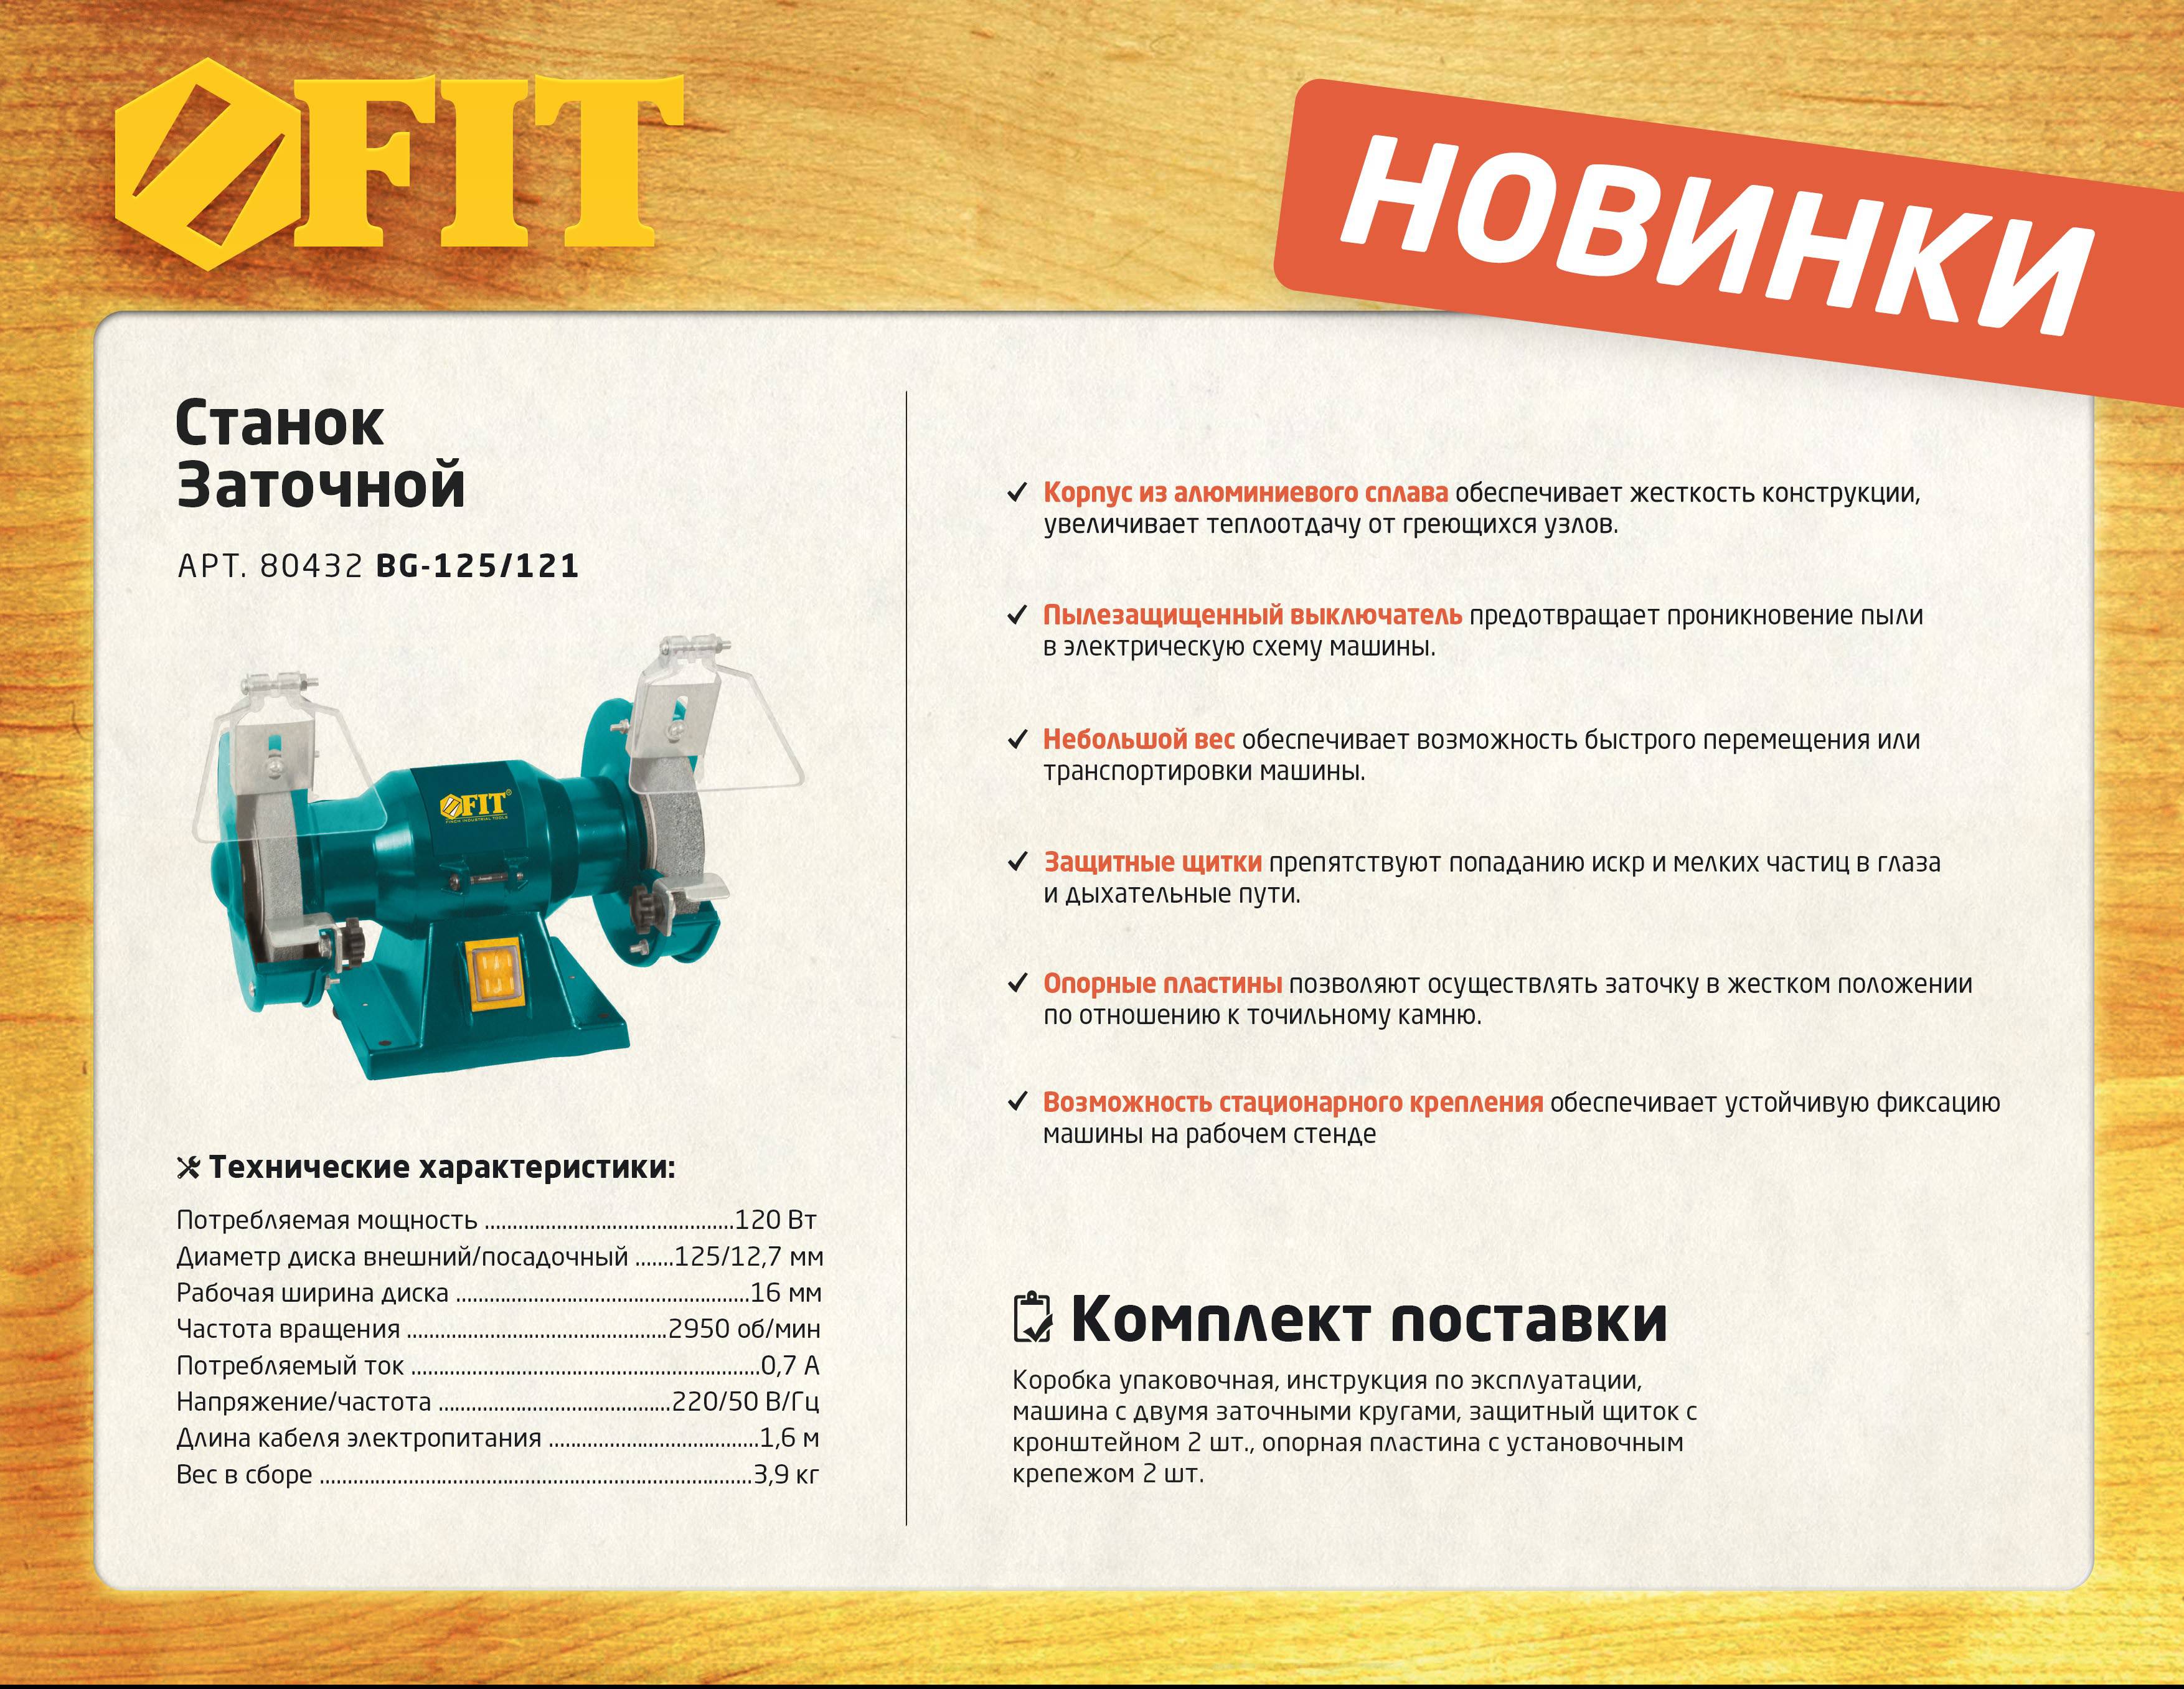 FIT
НОВИНКИ
Станок
Заточной
АРТ. 80432 BG-125/121
FIT
Технические характеристики:
Потребляемая мощность ............................................120 Вт
Диаметр диска внешний/посадочный .......125/12,7 мм
Рабочая ширина диска ....................................................16 мм
Частота вращения ..............................................2950 об/мин
Потребляемый ток ..............................................................0,7 А
Напряжение/частота .........................................220/50 В/Гц
Длина кабеля электропитания .....................................1,6 м
Вес в сборе .............................................................................3,9 кг
Корпус из алюминиевого сплава обеспечивает жесткость конструкции,
увеличивает теплоотдачу от греющихся узлов.
Пылезащищенный выключатель предотвращает проникновение пыли
в электрическую схему машины.
Небольшой вес обеспечивает возможность быстрого перемещения или
транспортировки машины.
Защитные щитки препятствуют попаданию искр и мелких частиц в глаза
и дыхательные пути.
Опорные пластины позволяют осуществлять заточку в жестком положении
по отношению к точильному камню.
Возможность стационарного крепления обеспечивает устойчивую фиксацию
машины на рабочем стенде
Комплект поставки
Коробка упаковочная, инструкция по эксплуатации,
машина с двумя заточными кругами, защитный щиток с
кронштейном 2 шт., опорная пластина с установочным
крепежом 2 шт.